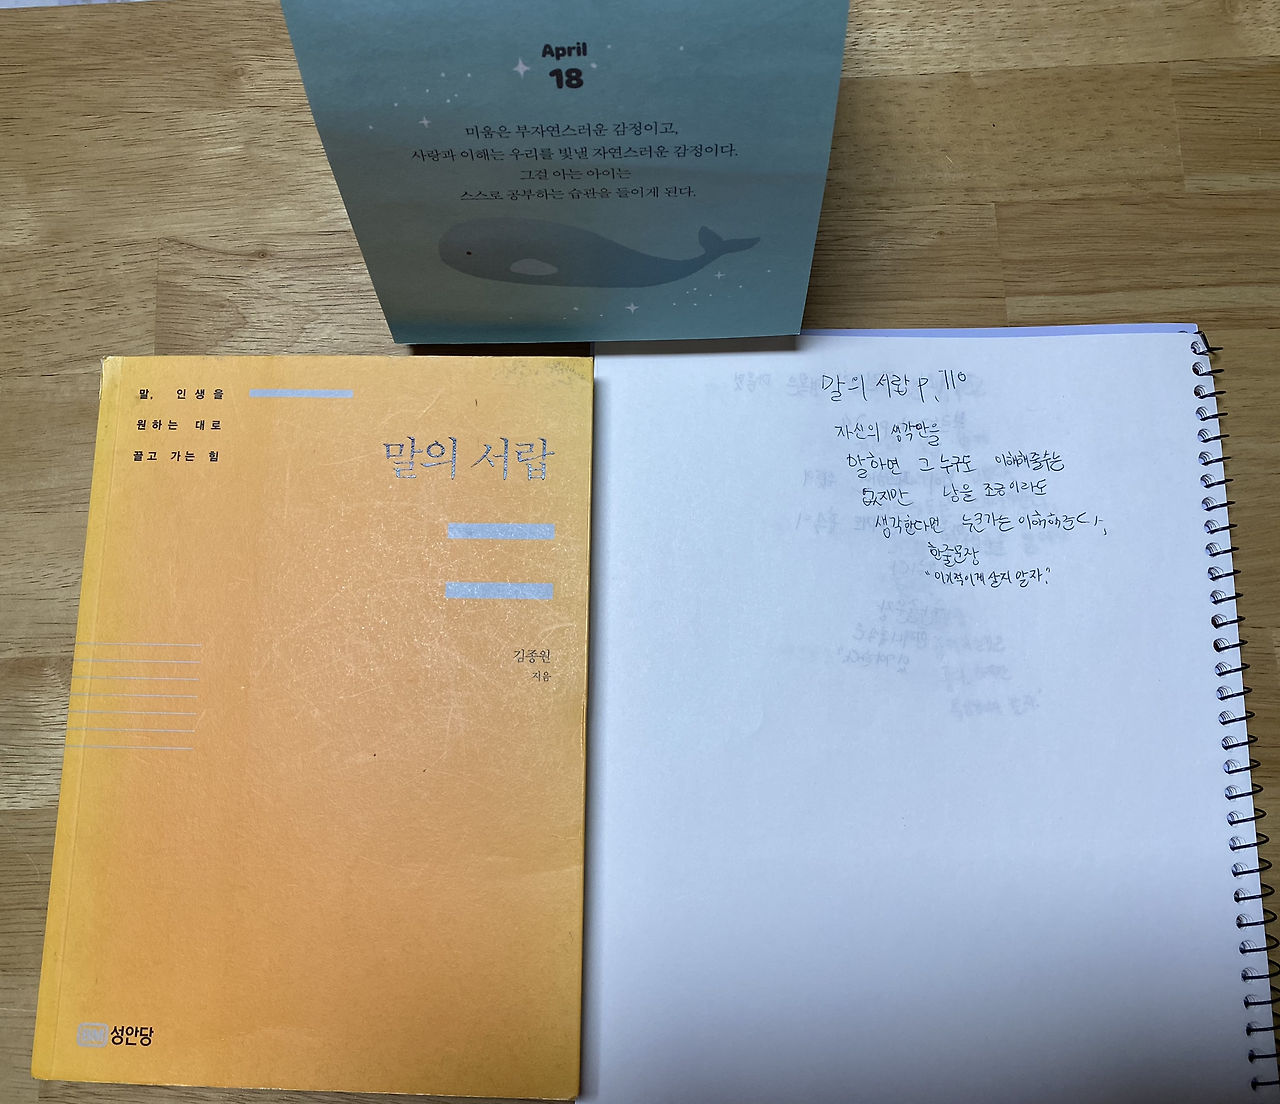 April
18
미움은 부자연스러운 감정이고,
사랑과 이해는 우리를 빛낼 자연스러운 감정이다.
그걸 아는 아이는
스스로 공부하는 습관을 들이게 된다.
말, 인생을
원하는 대로
끌고 가는 힘
말의 서랍
김종원
지음
성안당
말의 서랍 p.
자신의 생각만을
말하면 그 누구도 이해해줄수는
없지만 남을 조금이라도
생각한다면 누군가는 이해해준다,
한줄문장
"이기적이게 살지 말자."